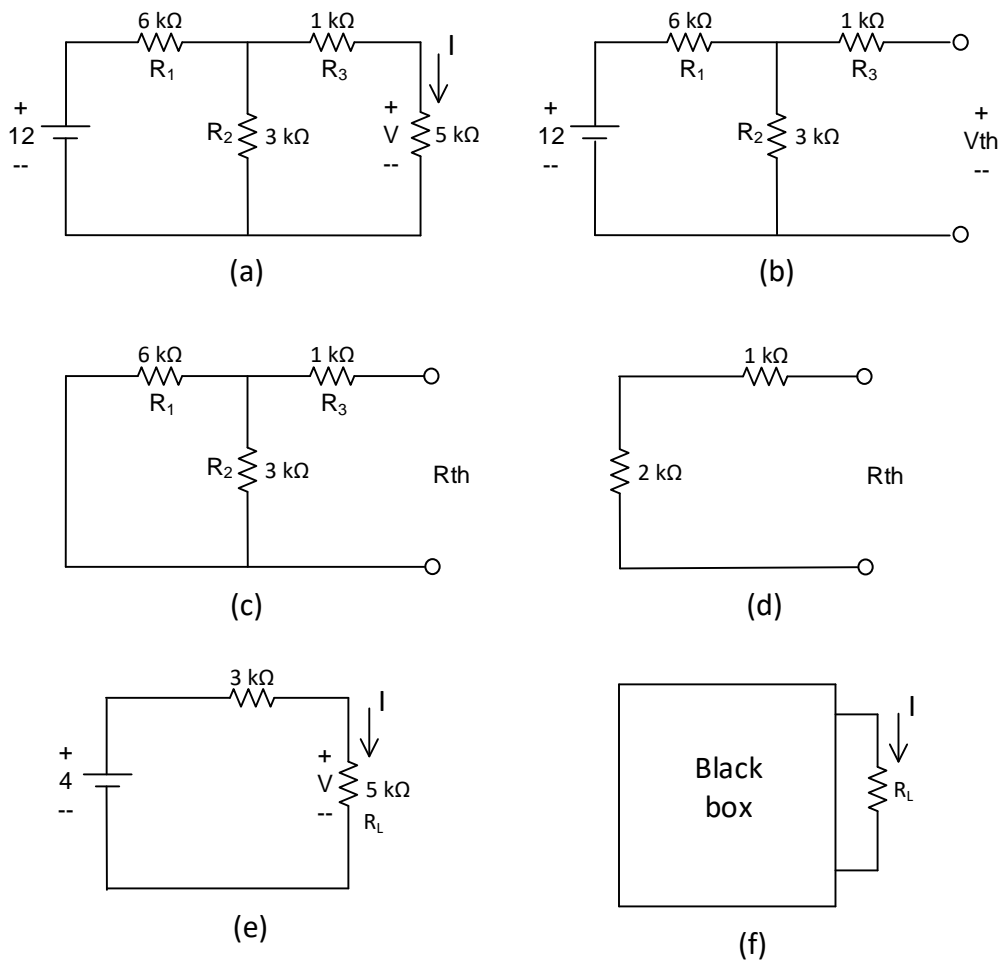 6 kΩ 1 kΩ
I
R1 R3
+
12
--
R2 3 kΩ
+
V 5 kΩ
--
(a)
6 kΩ 1 kΩ
R1 R3
+
12
--
R2 3 kΩ
+
Vth
--
(b)
6 kΩ 1 kΩ
R1 R3
R2 3 kΩ
Rth
(c)
1 kΩ
2 kΩ
Rth
(d)
3 kΩ
I
+
4
--
+
V 5 kΩ
--
RL
(e)
I
Black
box
RL
(f)